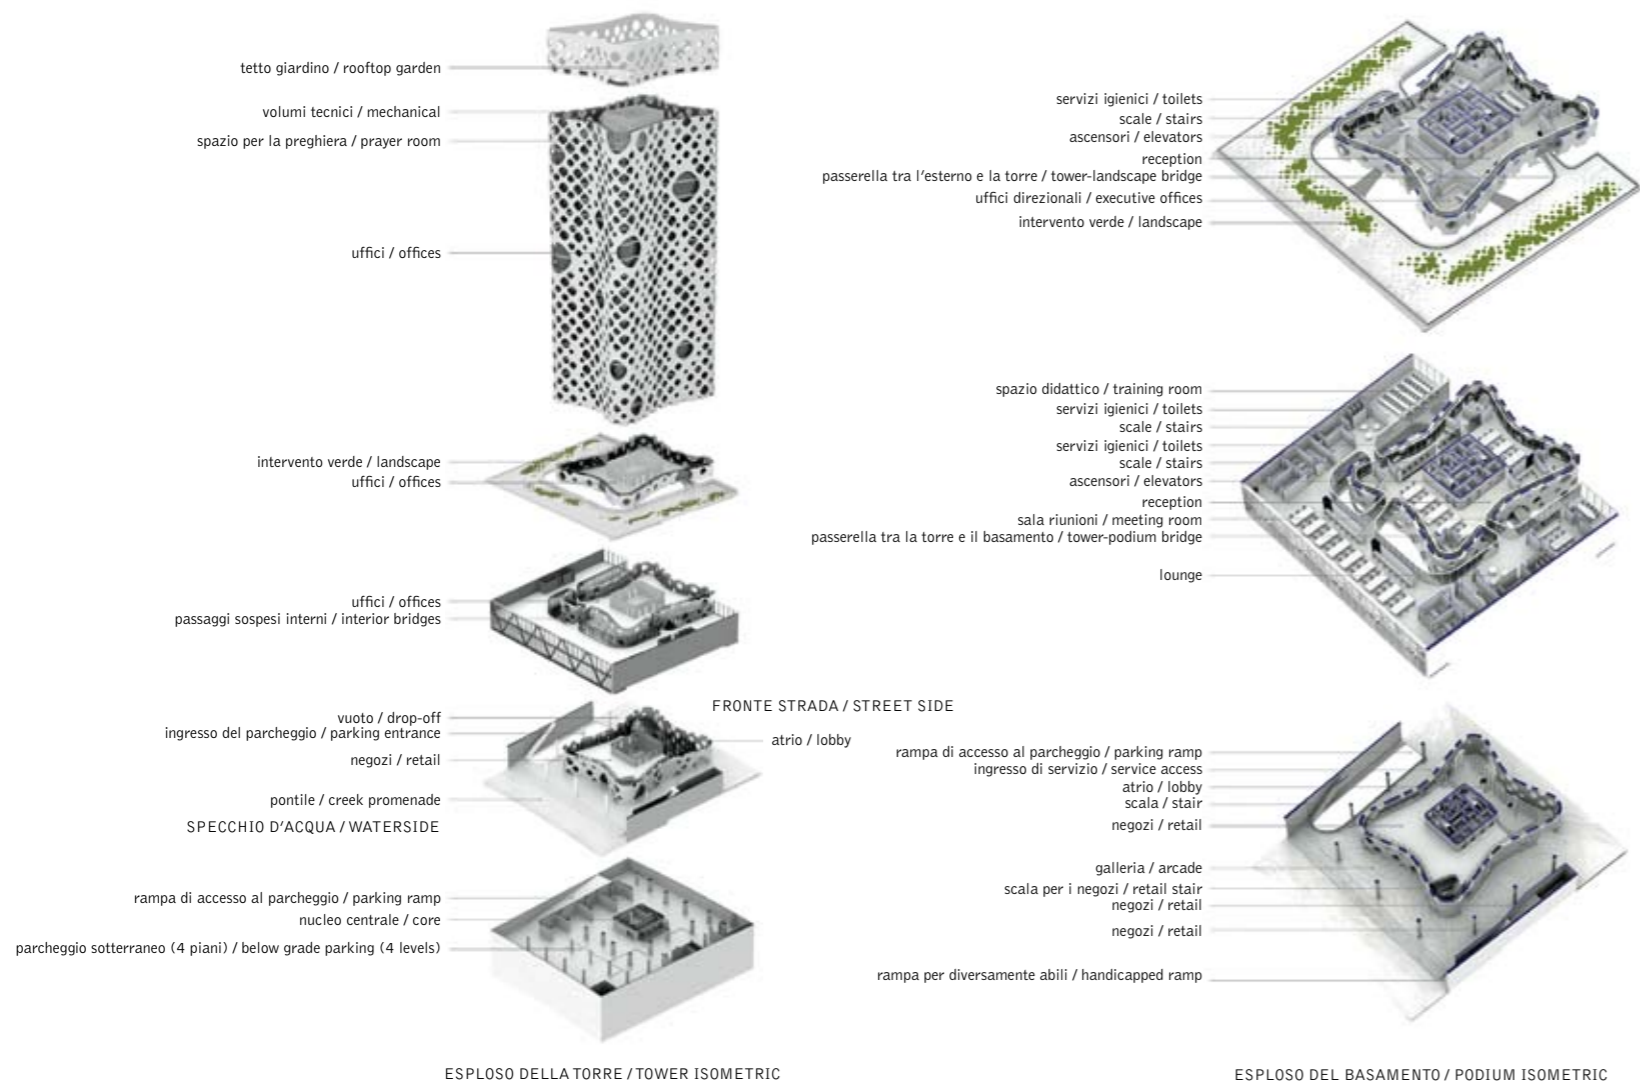 tetto giardino / rooftop garden
volumi tecnici / mechanical
spazio per la preghiera / prayer room
uffici / offices
intervento verde / landscape
uffici / offices
uffici / offices
passaggi sospesi interni / interior bridges
FRONTE STRADA / STREET SIDE
vuoto / drop-off
ingresso del parcheggio / parking entrance
atrio / lobby
negozi / retail
pontile / creek promenade
SPECCHIO D'ACQUA / WATERSIDE
rampa di accesso al parcheggio / parking ramp
nucleo centrale / core
parcheggio sotterraneo (4 piani) / below grade parking (4 levels)
ESPLOSO DELLA TORRE / TOWER ISOMETRIC
servizi igienici / toilets
scale / stairs
ascensori / elevators
reception
passerella tra l'esterno e la torre / tower-landscape bridge
uffici direzionali / executive offices
intervento verde / landscape
spazio didattico / training room
servizi igienici / toilets
scale / stairs
servizi igienici / toilets
scale / stairs
ascensori / elevators
reception
sala riunioni / meeting room
passerella tra la torre e il basamento / tower-podium bridge
lounge
rampa di accesso al parcheggio / parking ramp
ingresso di servizio / service access
atrio / lobby
scala / stair
negozi / retail
galleria / arcade
scala per i negozi / retail stair
negozi / retail
negozi / retail
rampa per diversamente abili / handicapped ramp
ESPLOSO DEL BASAMENTO / PODIUM ISOMETRIC